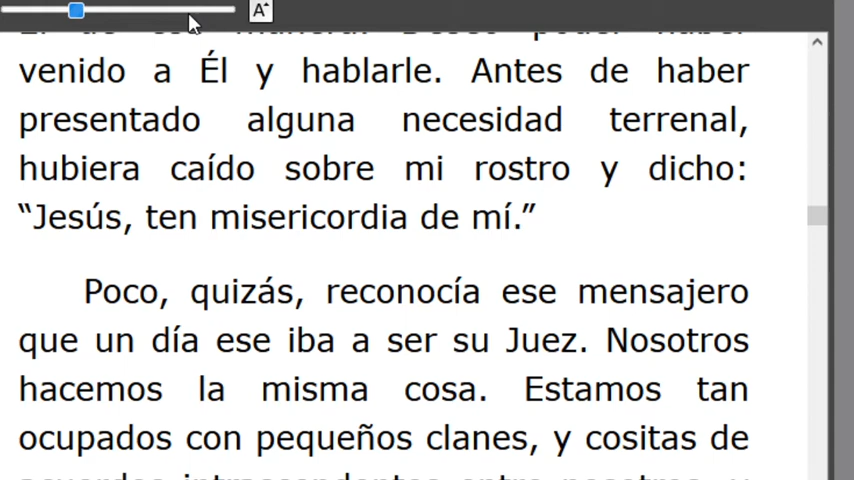 A
venido a Él y hablarle. Antes de haber
presentado alguna necesidad terrenal,
hubiera caído sobre mi rostro y dicho:
“Jesús, ten misericordia de mí.”
Poco, quizás, reconocía ese mensajero
que un día ese iba a ser su Juez. Nosotros
hacemos la misma cosa. Estamos tan
ocupados con pequeños clanes, y cositas de